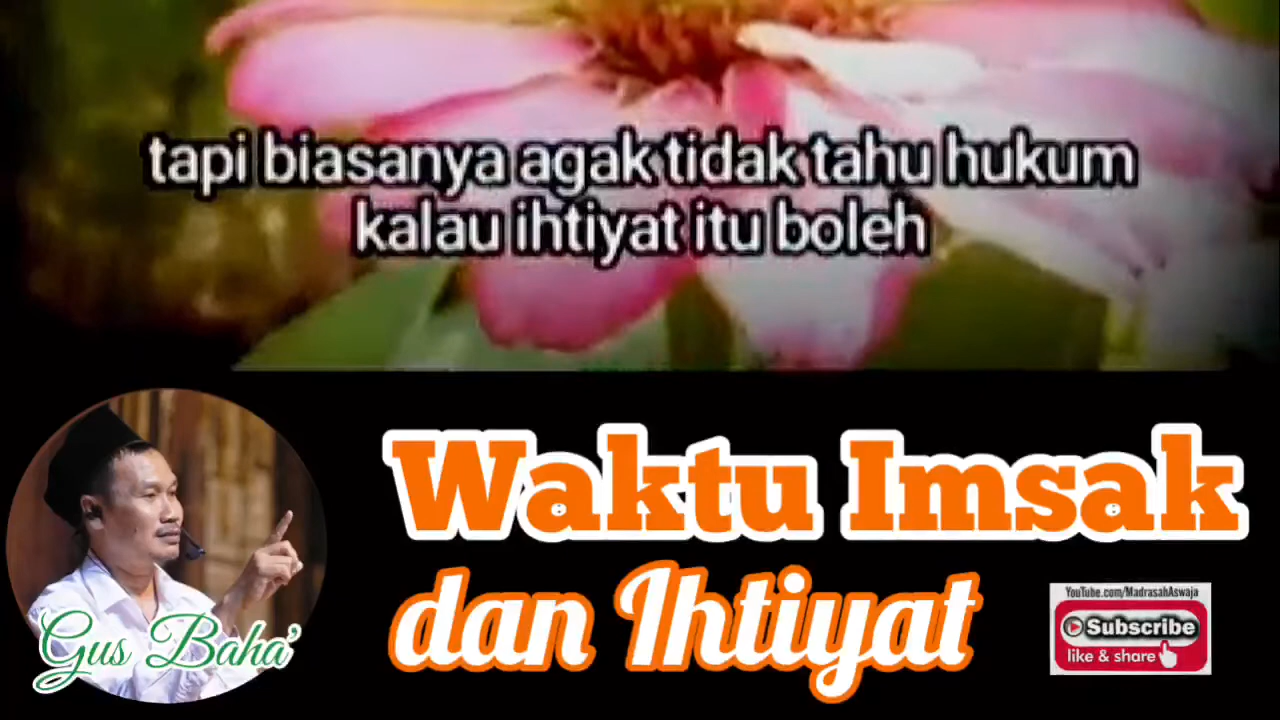 tapi biasanya agak tidak tahu hukum
kalau ihtiyat itu boleh
Waktu Imsak
dan Ihtiyat
Gus Baha'
YouTube.com/MadrasahAswaja
Subscribe
like & share